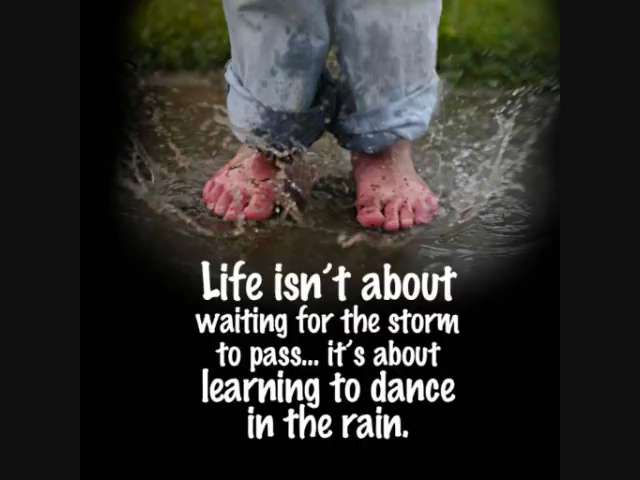 Life isn't about
waiting for the storm
to pass... it's about
learning to dance
in the rain.